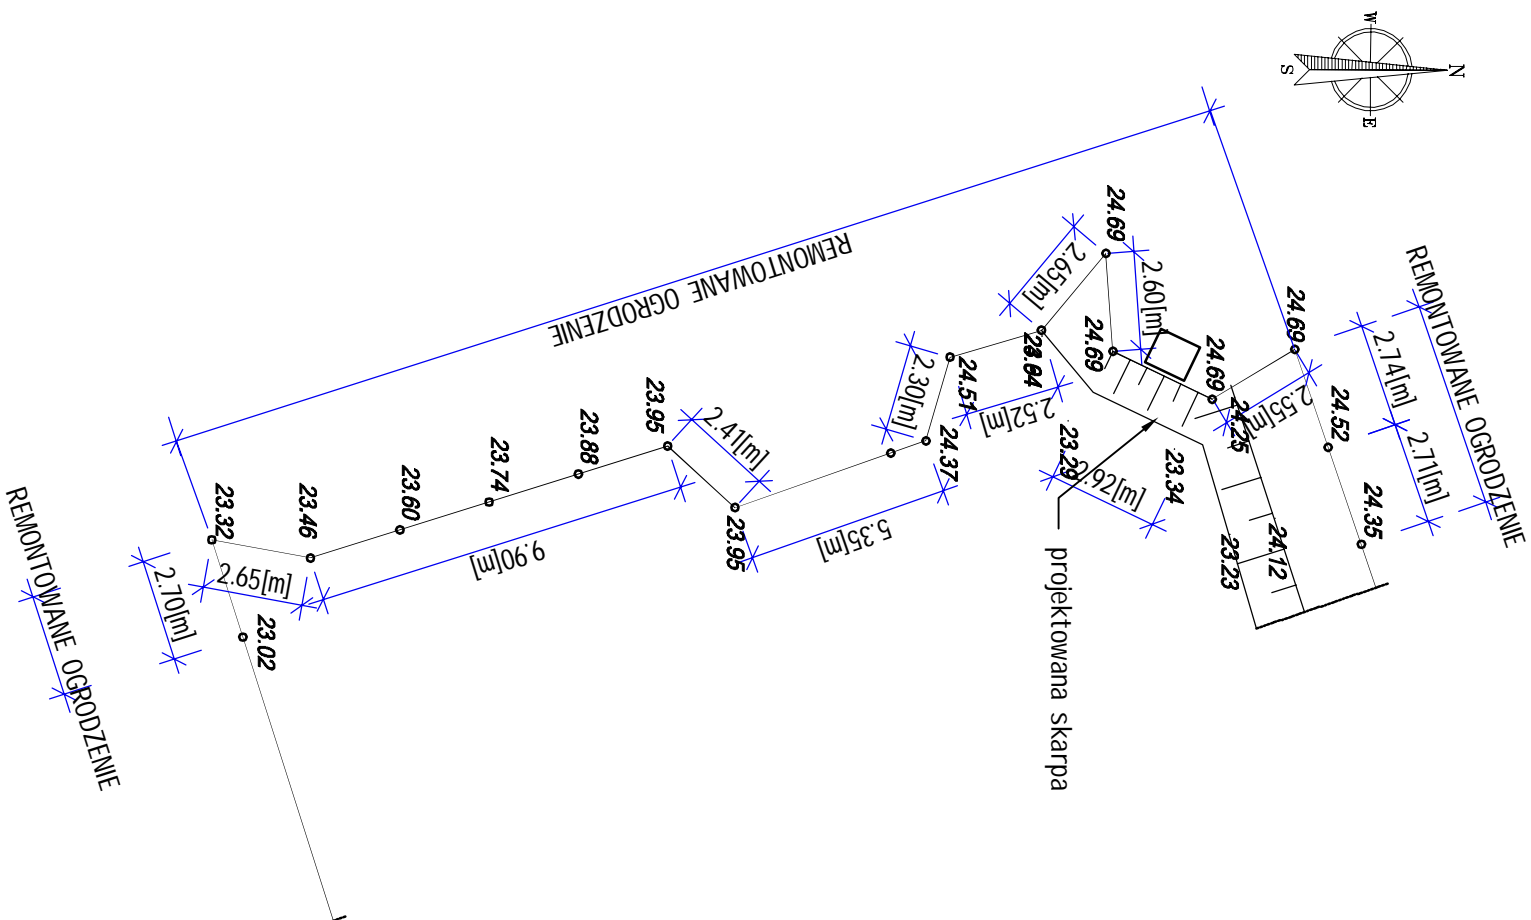 W
N
S
E
REMONTOWANE OGRODZENIE
24.69
2.65[m]
2.60[m]
24.69
24.69
24.69
2.55[m]
24.25
2.74[m]
24.52
2.71[m]
24.35
REMONTOWANE OGRODZENIE
24.51
2.30[m]
2.52[m]
24.37
23.29
2.92[m]
23.34
24.12
23.23
projektowana skarpa
5.35[m]
2.41[m]
23.95
23.95
23.88
23.74
23.60
9.90[m]
23.46
23.32
2.65[m]
2.70[m]
23.02
REMONTOWANE OGRODZENIE